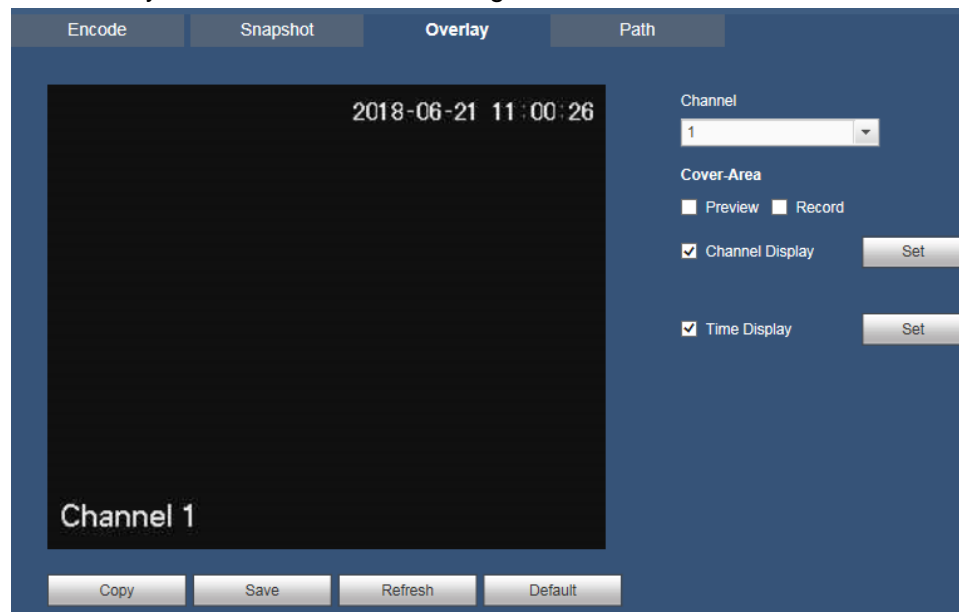 Encode Snapshot Overlay Path
2018-06-21 11:00:26
Channel
1
Cover-Area
Preview Record
Channel Display Set
Time Display Set
Channel 1
Copy Save Refresh Default